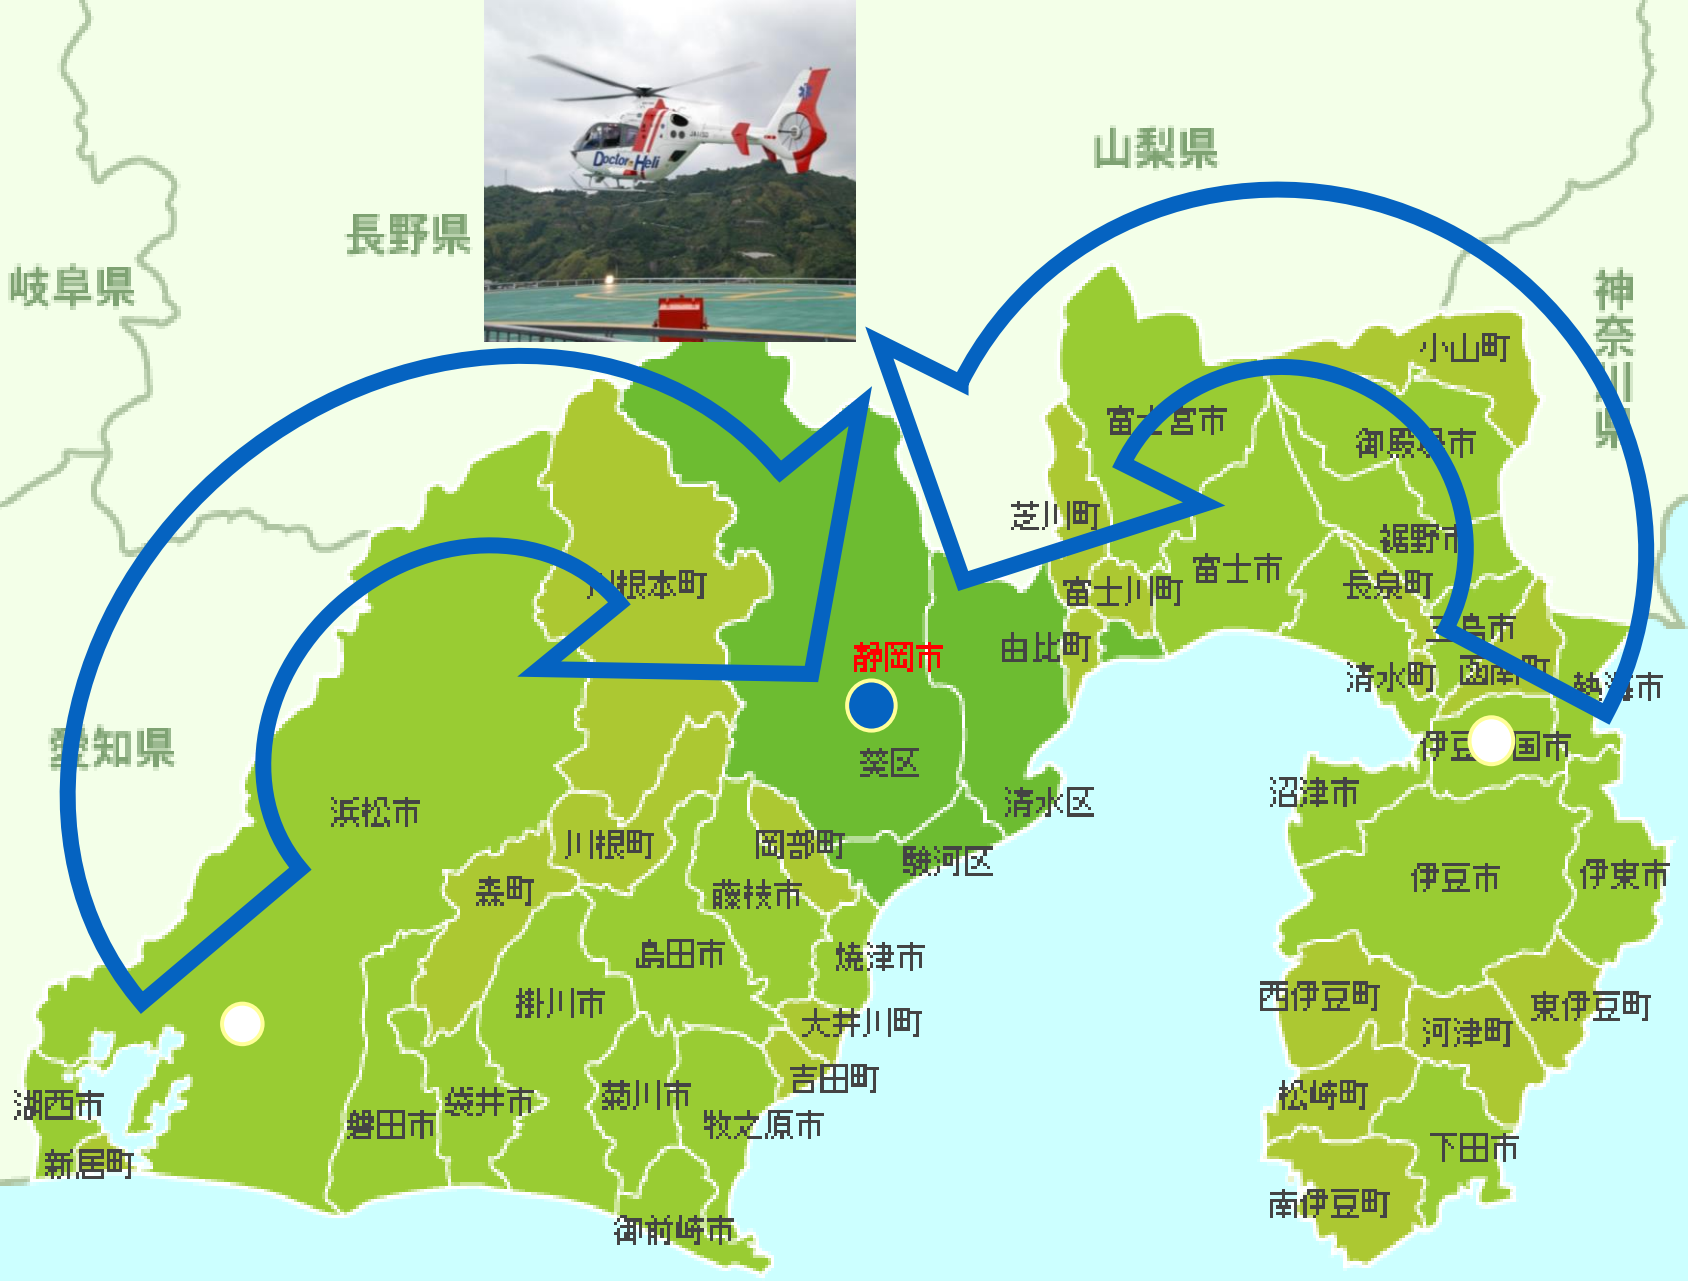 山梨県
長野県
岐阜県
神奈川県
愛知県
Doctor-Heli
小山町
富士宮市
御殿場市
芝川町
裾野市
富士市
長泉町
富士川町
川根本町
三島市
由比町
静岡市
函南町
清水町
熱海市
伊豆 国市
葵区
沼津市
清水区
浜松市
川根町
岡部町
駿河区
伊東市
伊豆市
森町
藤枝市
島田市
焼津市
西伊豆町
掛川市
東伊豆町
大井川町
河津町
吉田町
松崎町
菊川市
袋井市
湖西市
磐田市
牧之原市
下田市
新居町
南伊豆町
御前崎市